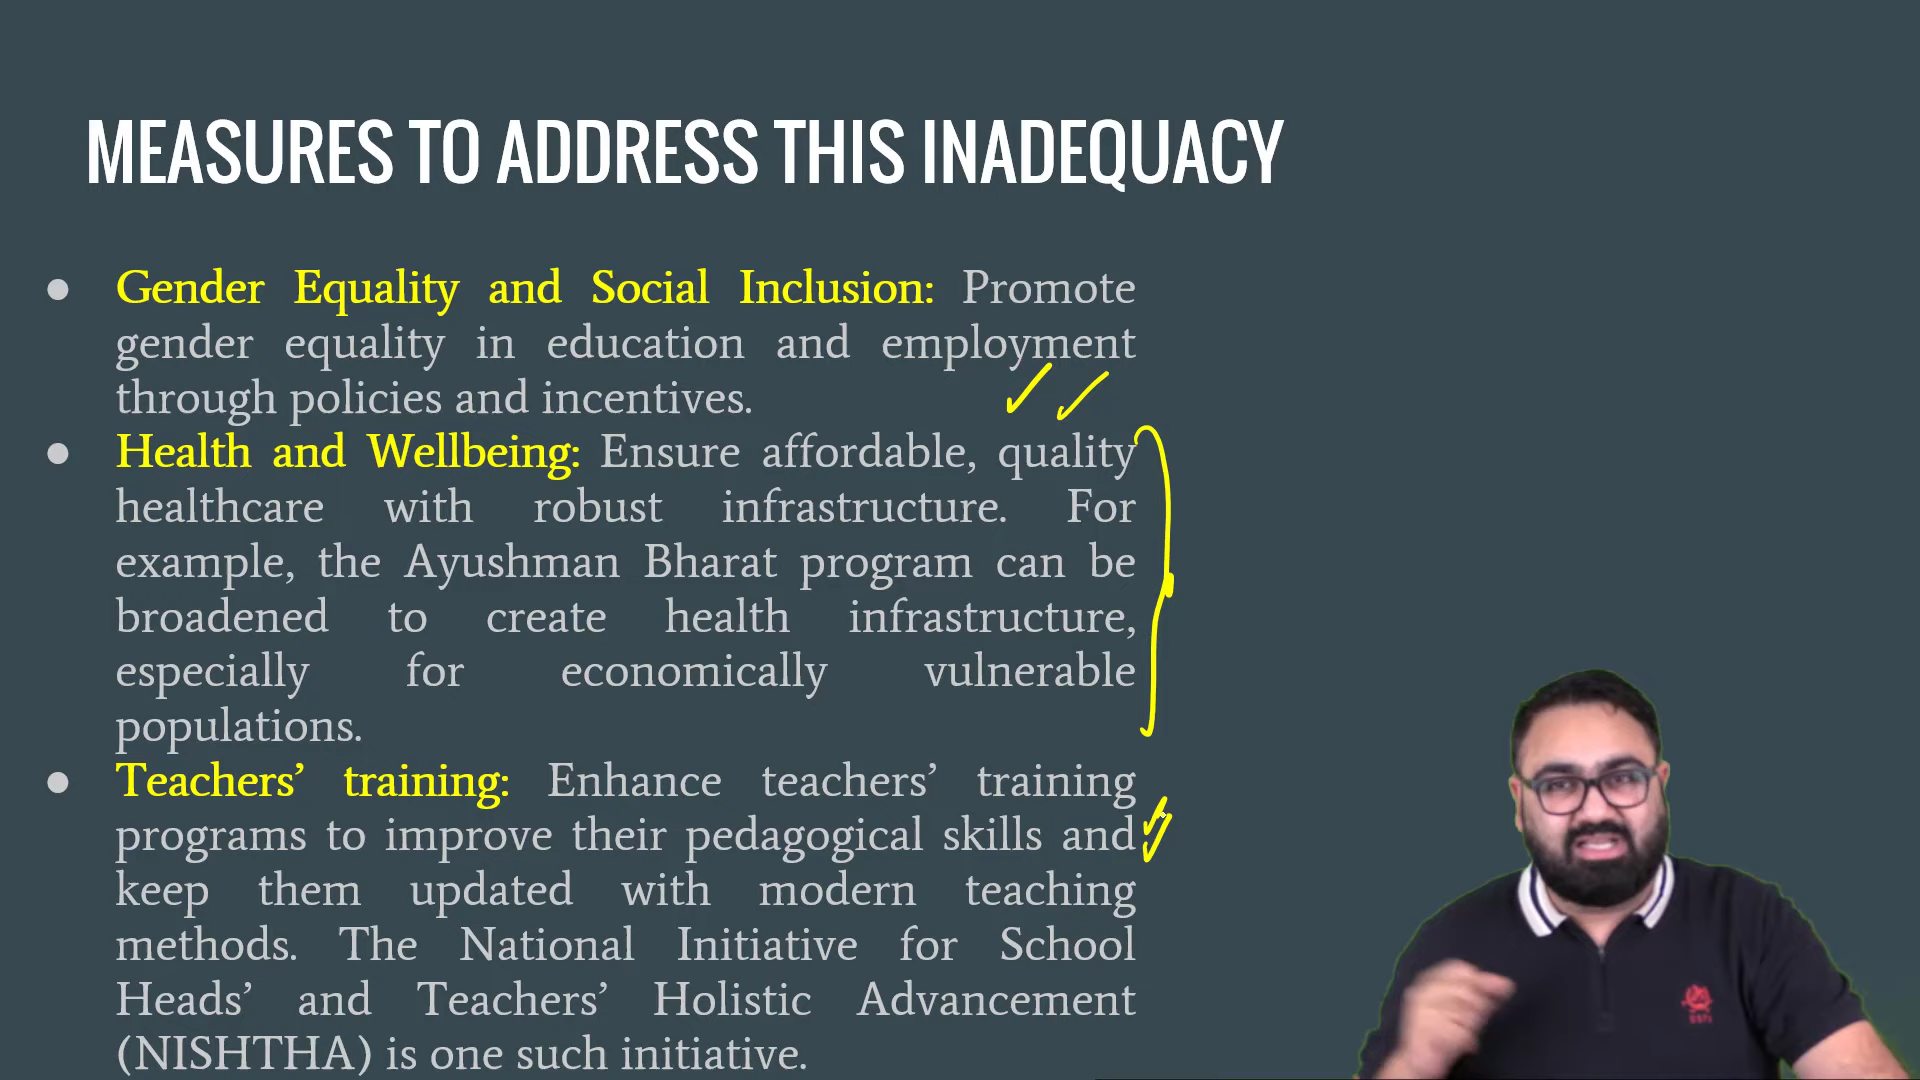 MEASURES TO ADDRESS THIS INADEQUACY
● Gender Equality and Social Inclusion: Promote
gender equality in education and employment
through policies and incentives.
● Health and Wellbeing: Ensure affordable, quality
healthcare with robust infrastructure. For
example, the Ayushman Bharat program can be
broadened to create health infrastructure,
especially for economically vulnerable
populations.
● Teachers’ training: Enhance teachers’ training
programs to improve their pedagogical skills and
keep them updated with modern teaching
methods. The National Initiative for School
Heads’ and Teachers’ Holistic Advancement
(NISHTHA) is one such initiative.